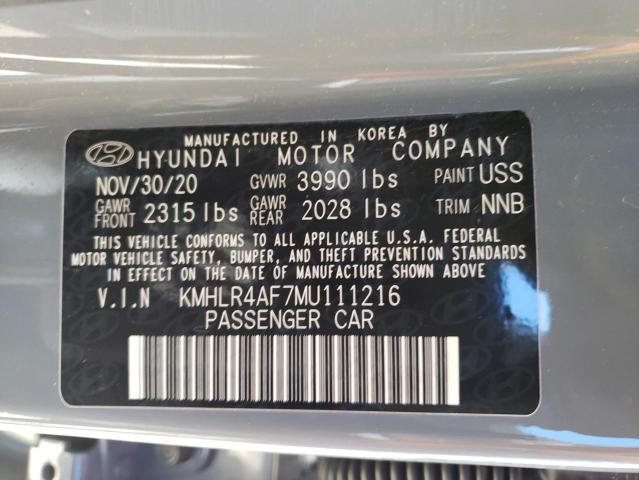 MANUFACTURED IN KOREA BY
HYUNDAI MOTOR COMPANY
NOV/30/20 GVWR 3990 lbs PAINT USS
GAWR FRONT 2315 lbs GAWR REAR 2028 lbs TRIM NNB
THIS VEHICLE CONFORMS TO ALL APPLICABLE U.S.A. FEDERAL
MOTOR VEHICLE SAFETY, BUMPER, AND THEFT PREVENTION STANDARDS
IN EFFECT ON THE DATE OF MANUFACTURE SHOWN ABOVE
V.I.N KMHLR4AF7MU111216
PASSENGER CAR